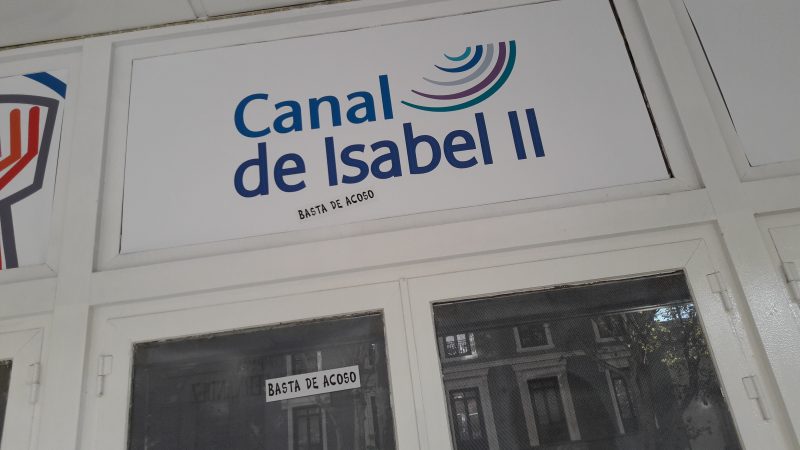 Canal
de Isabel II
BASTA DE ACOSO
BASTA DE ACOSO